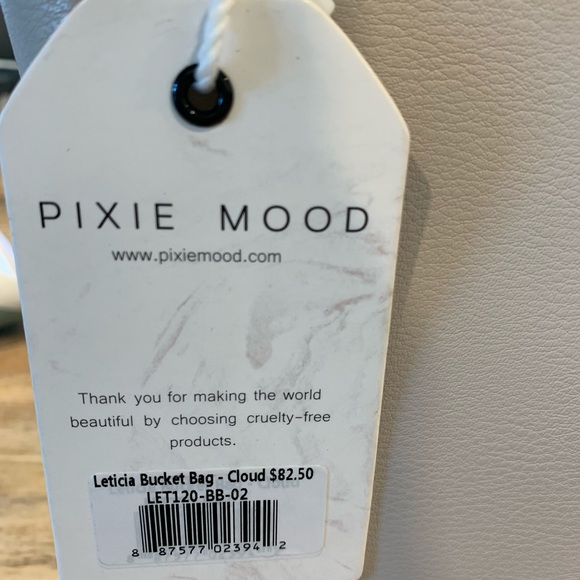 PIXIE MOOD
www.pixiemood.com
Thank you for making the world
beautiful by choosing cruelty-free
products.
Leticia Bucket Bag - Cloud $82.50
LET120-BB-02
8 87577 02394 2